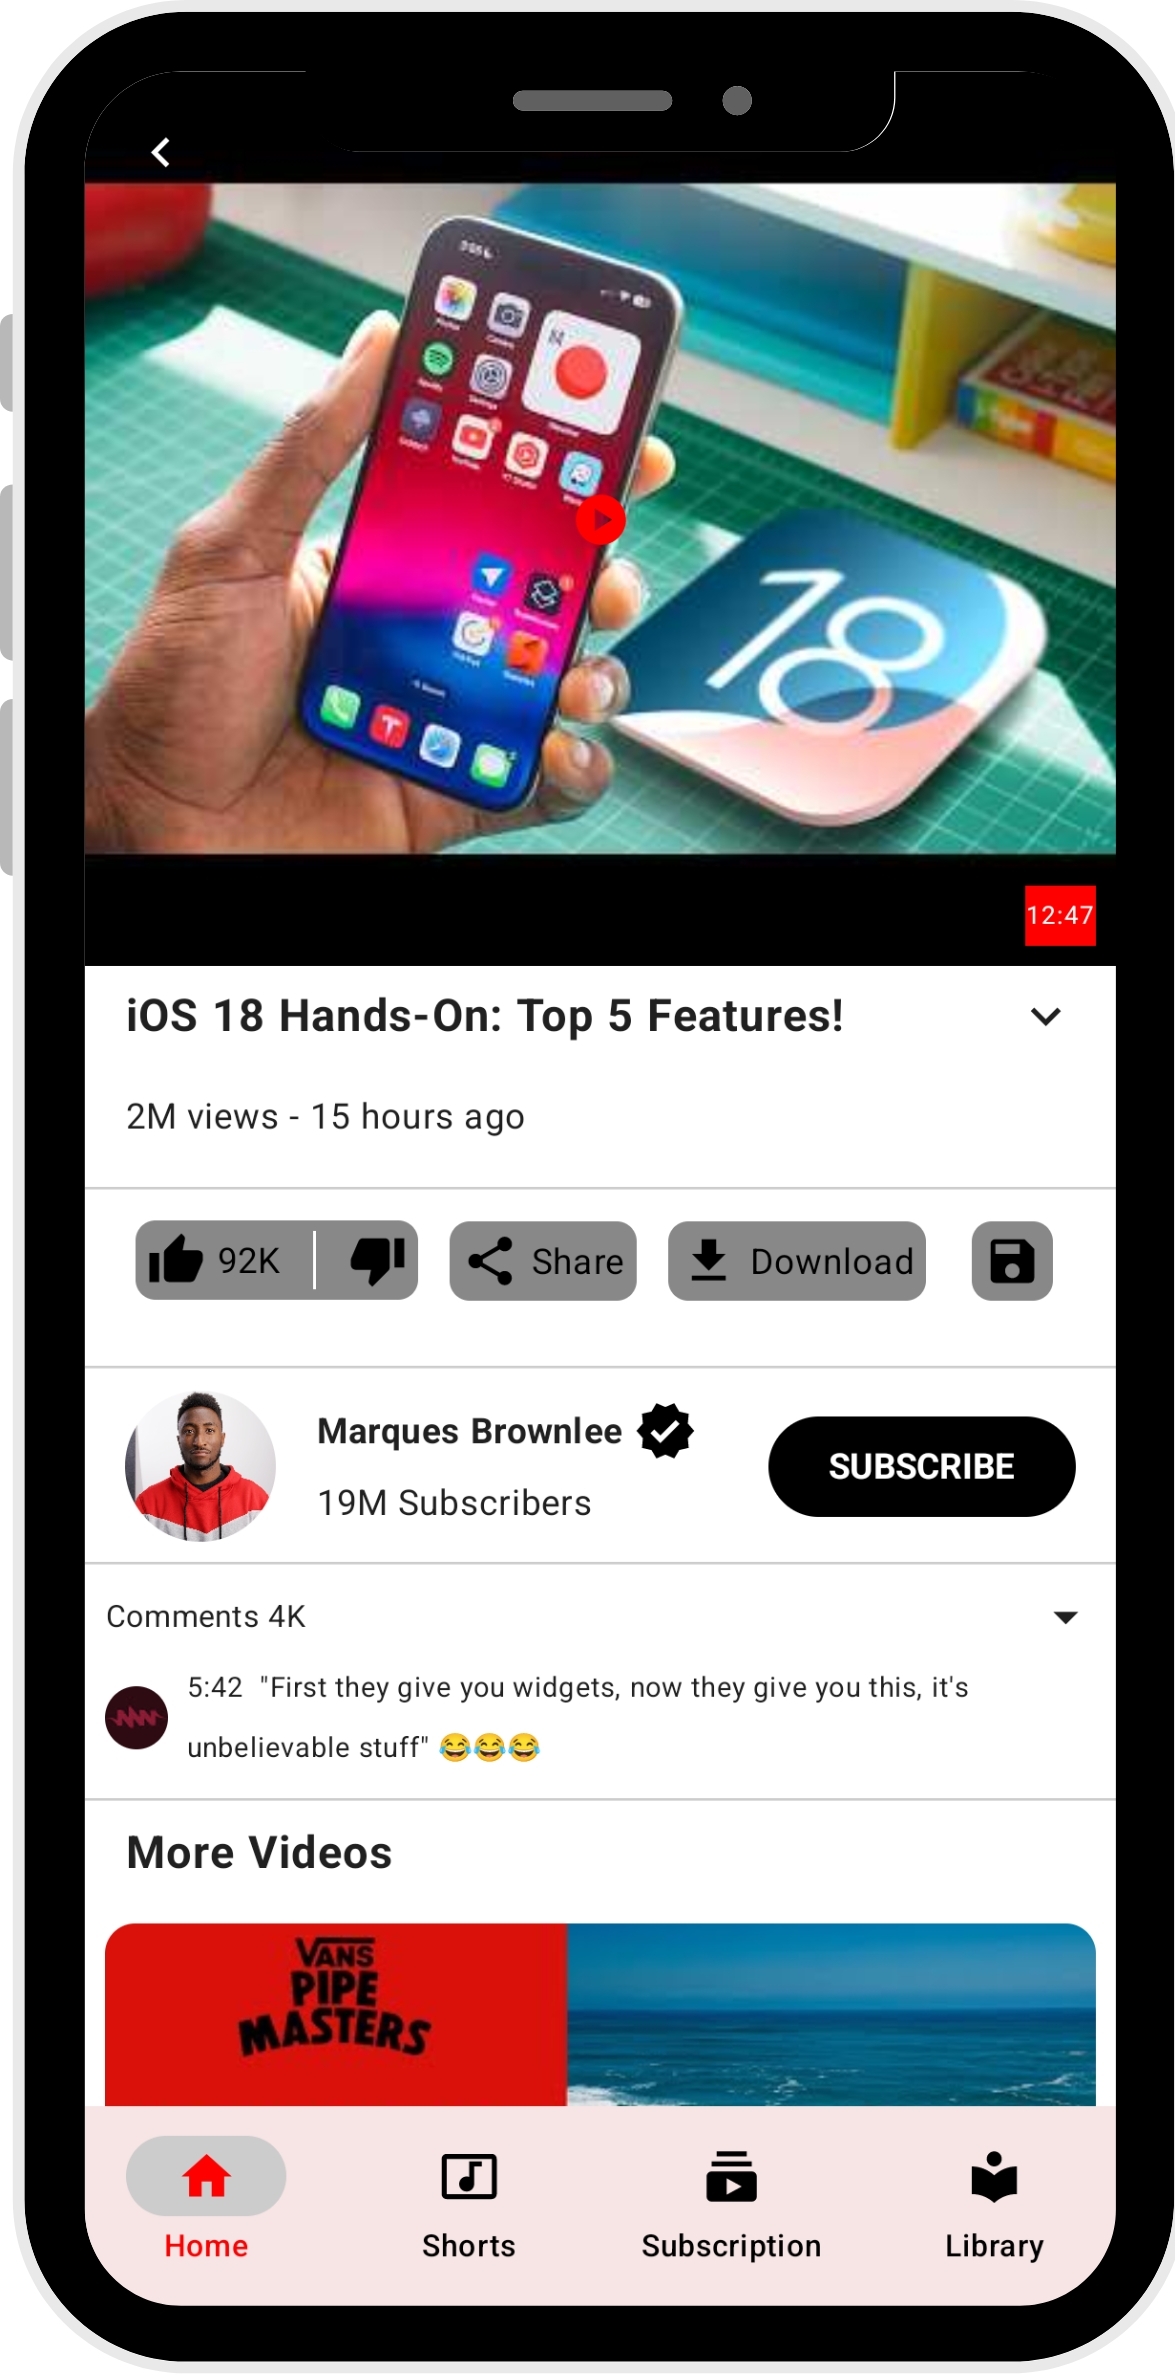 18
12:47
iOS 18 Hands-On: Top 5 Features!
2M views - 15 hours ago
92K
Share
Download
Marques Brownlee
SUBSCRIBE
19M Subscribers
Comments 4K
5:42 "First they give you widgets, now they give you this, it's
unbelievable stuff" 😂😂😂
More Videos
VANS
PIPE
MASTERS
Home
Shorts
Subscription
Library